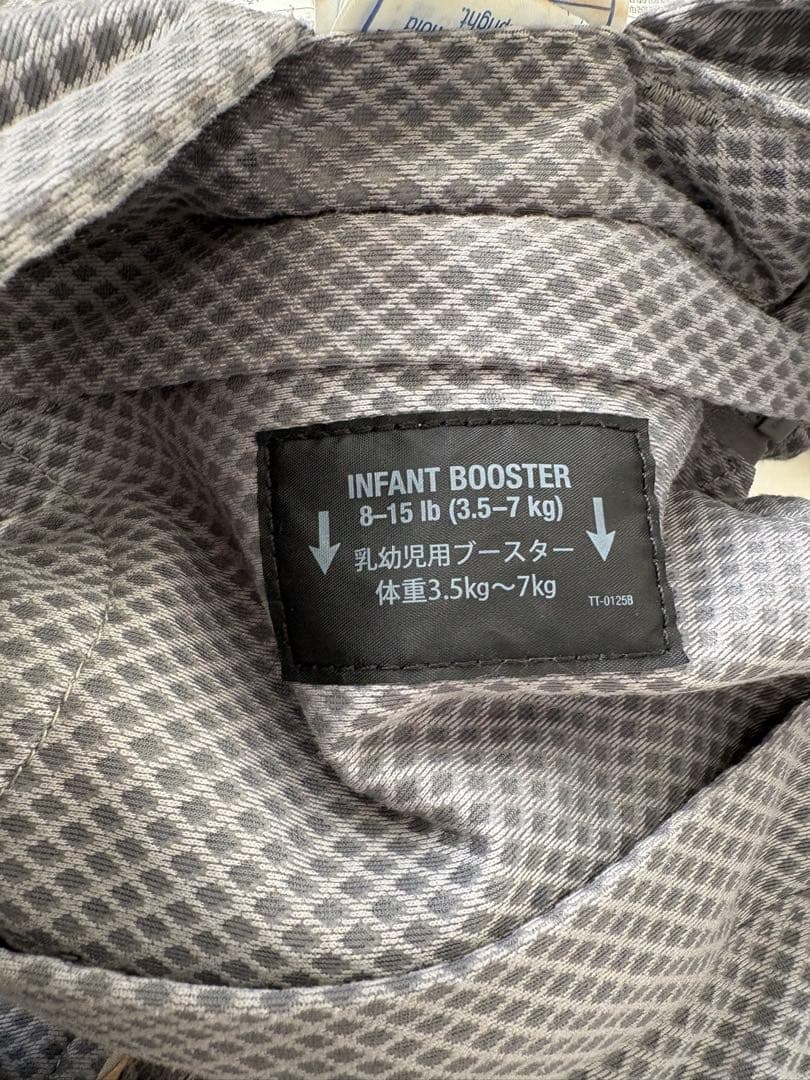 INFANT BOOSTER
8–15 lb (3.5–7 kg)
乳幼児用ブースター
体重3.5kg〜7kg
TT-0125B